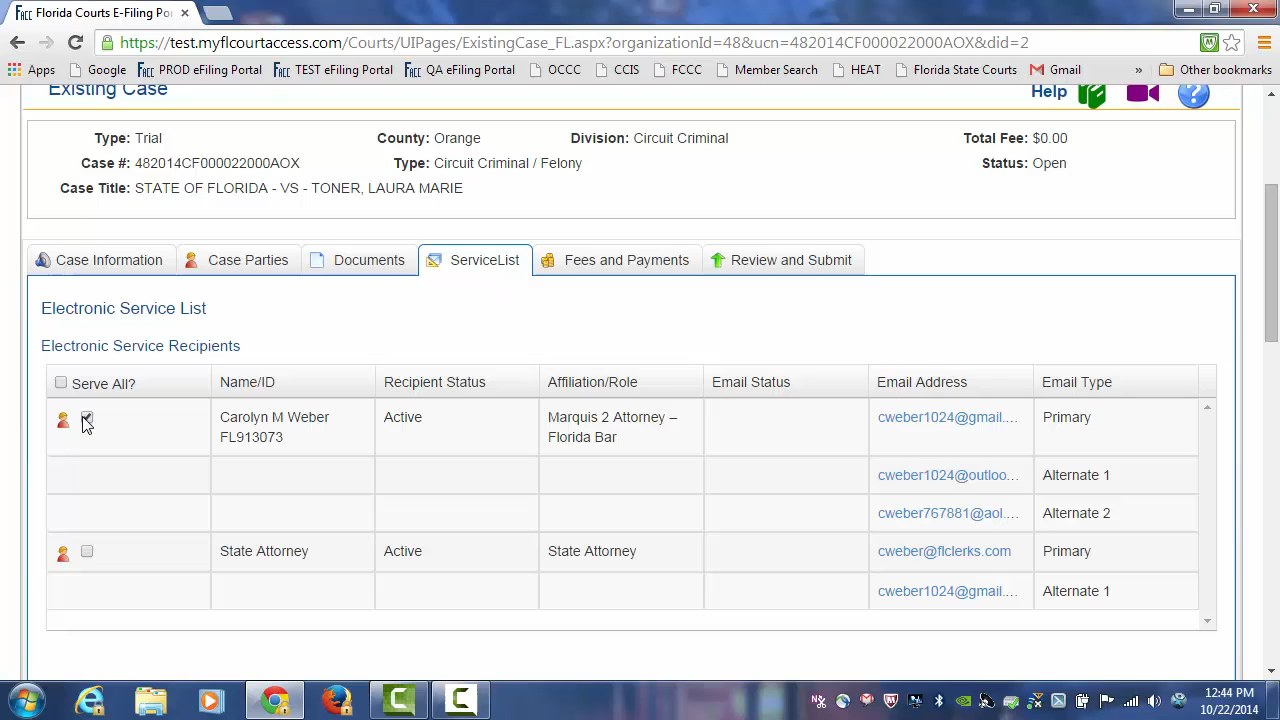 Facc Florida Courts E-Filing Po
https://test.myflcourtaccess.com/Courts/UIPages/ExistingCase_FI.aspx?organizationId=48&ucn=482014CF000022000AOX&did=2
Apps Google Facc PROD eFiling Portal Facc TEST eFiling Portal Facc QA eFiling Portal OCCC CCIS FCCC Member Search HEAT Florida State Courts Gmail » Other bookmarks
Existing Case Help ?
Type: Trial County: Orange Division: Circuit Criminal Total Fee: $0.00
Case #: 482014CF000022000AOX Type: Circuit Criminal / Felony Status: Open
Case Title: STATE OF FLORIDA - VS - TONER, LAURA MARIE
Case Information Case Parties Documents ServiceList Fees and Payments Review and Submit
Electronic Service List
Electronic Service Recipients
Serve All? Name/ID Recipient Status Affiliation/Role Email Status Email Address Email Type
Carolyn M Weber Active Marquis 2 Attorney – cweber1024@gmail.... Primary
FL913073 Florida Bar
cweber1024@outloo... Alternate 1
cweber767881@aol.... Alternate 2
State Attorney Active State Attorney cweber@flclerks.com Primary
cweber1024@gmail.... Alternate 1
12:44 PM
10/22/2014